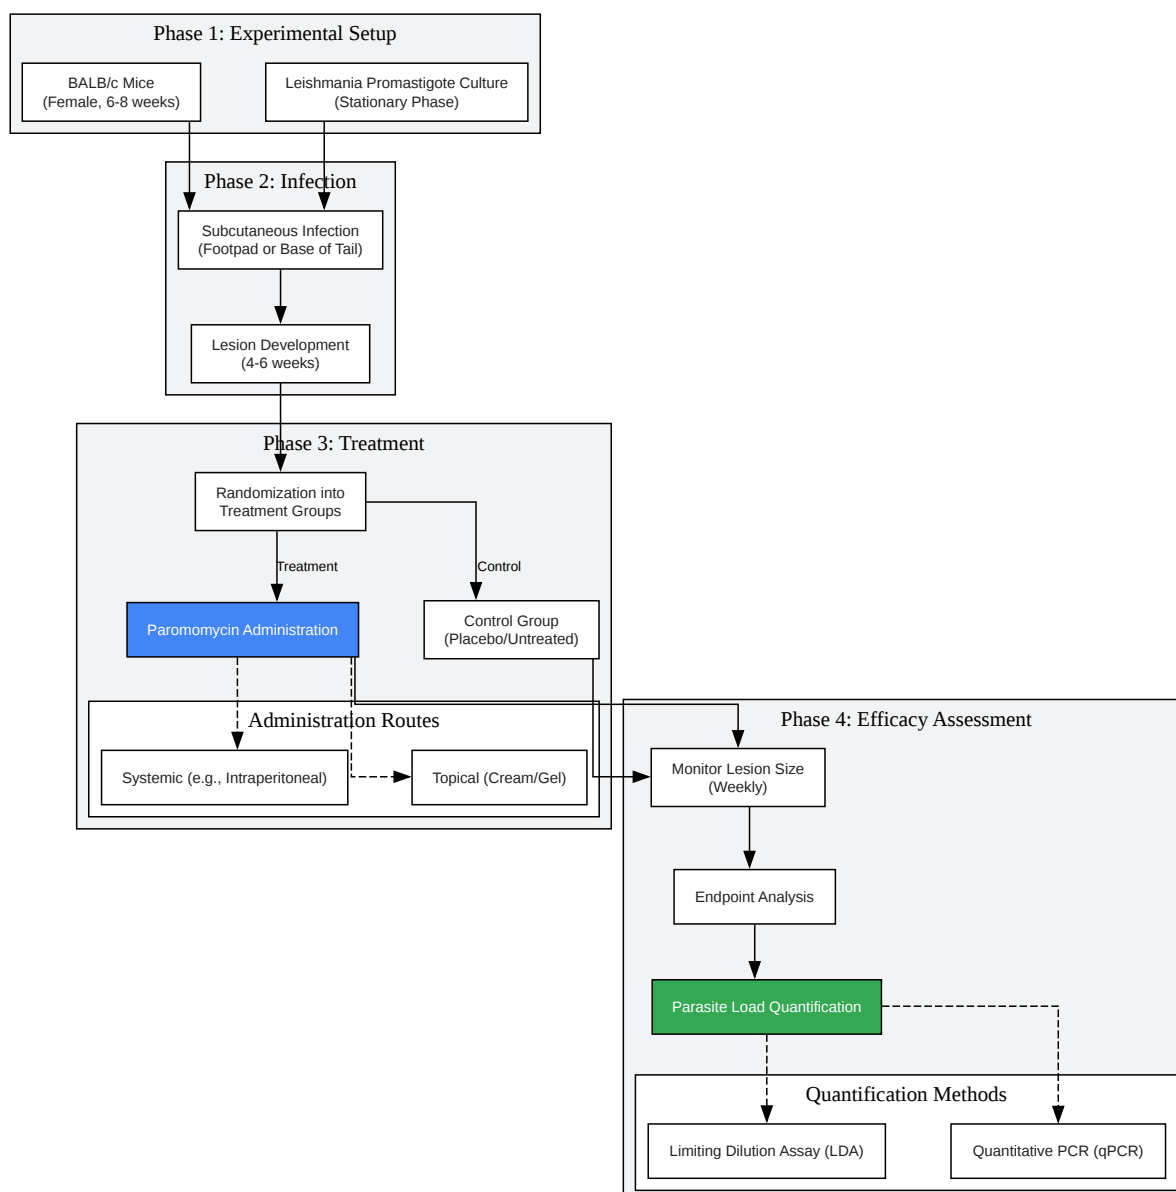 Phase 1: Experimental Setup
BALB/c Mice
(Female, 6-8 weeks)
Leishmania Promastigote Culture
(Stationary Phase)
Phase 2: Infection
Subcutaneous Infection
(Footpad or Base of Tail)
Lesion Development
(4-6 weeks)
Phase 3: Treatment
Randomization into
Treatment Groups
Treatment
Control
Paromomycin Administration
Control Group
(Placebo/Untreated)
Administration Routes
Systemic (e.g., Intraperitoneal)
Topical (Cream/Gel)
Phase 4: Efficacy Assessment
Monitor Lesion Size
(Weekly)
Endpoint Analysis
Parasite Load Quantification
Quantification Methods
Limiting Dilution Assay (LDA)
Quantitative PCR (qPCR)